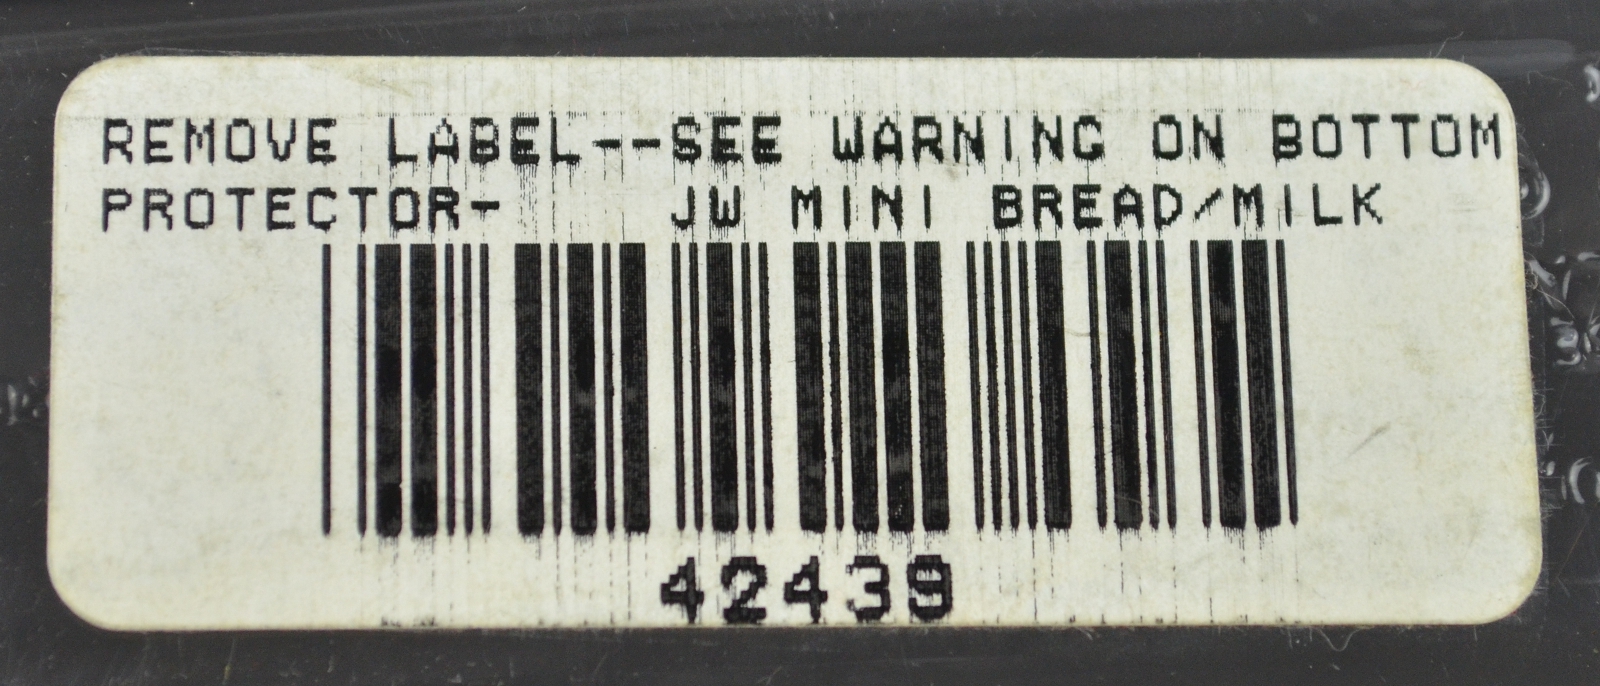 REMOVE LABEL--SEE WARNING ON BOTTOM
PROTECTOR- JW MINI BREAD/MILK
42439